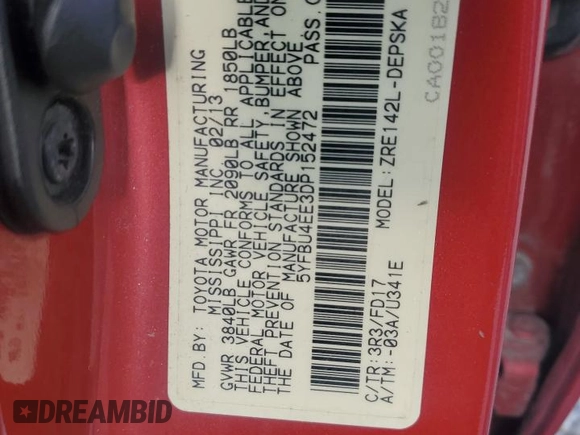 MFD.BY: TOYOTA MOTOR MANUFACTURING
MISSISSIPPI INC 02/13
GVWR 3840LB GAWR FR 2090LB RR 1850LB
THIS VEHICLE CONFORMS TO ALL APPLICABLE
FEDERAL MOTOR VEHICLE SAFETY, BUMPER, AND
THEFT PREVENTION STANDARDS IN EFFECT ON
THE DATE OF MANUFACTURE SHOWN ABOVE
5YFBU4EE3DP152472 PASS.
C/TR: 3R3/FD17
A/TM: -03A/U341E
MODEL: ZRE142L-DEPSKA
CA001B2
DREAMBID